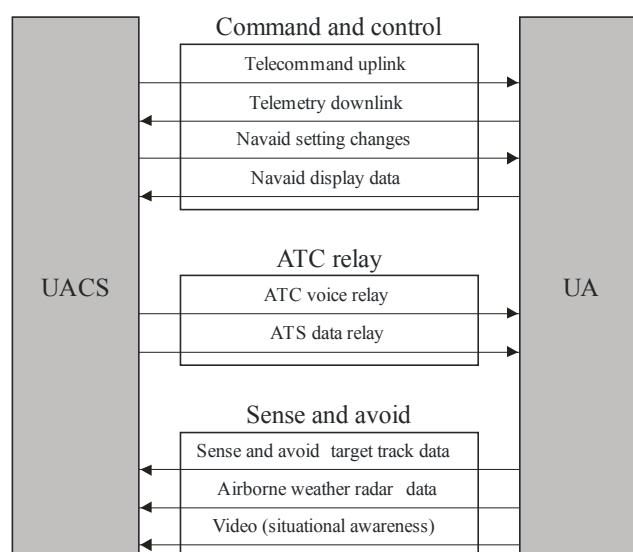 Command and control
Telecommand uplink
Telemetry downlink
Navaid setting changes
Navaid display data
UACS
UA
ATC relay
ATC voice relay
ATS data relay
Sense and avoid
Sense and avoid target track data
Airborne weather radar data
Video (situational awareness)